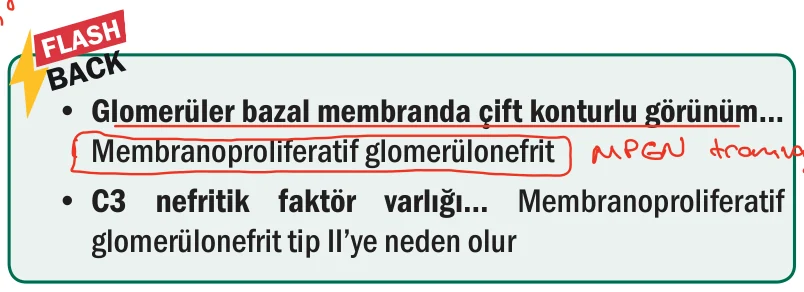 FLASH
BACK
• Glomerüler bazal membranda çift konturlu görünüm...
Membranoproliferatif glomerülonefrit MPGN
• C3 nefritik faktör varlığı... Membranoproliferatif
glomerülonefrit tip II’ye neden olur